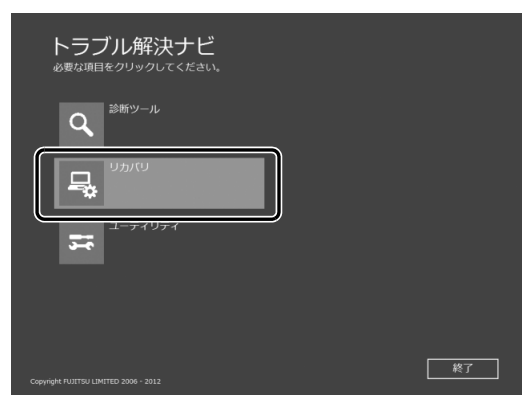 トラブル解決ナビ
必要な項目をクリックしてください。
診断ツール
リカバリ
ユーティリティ
終了
Copyright FUJITSU LIMITED 2006 - 2012